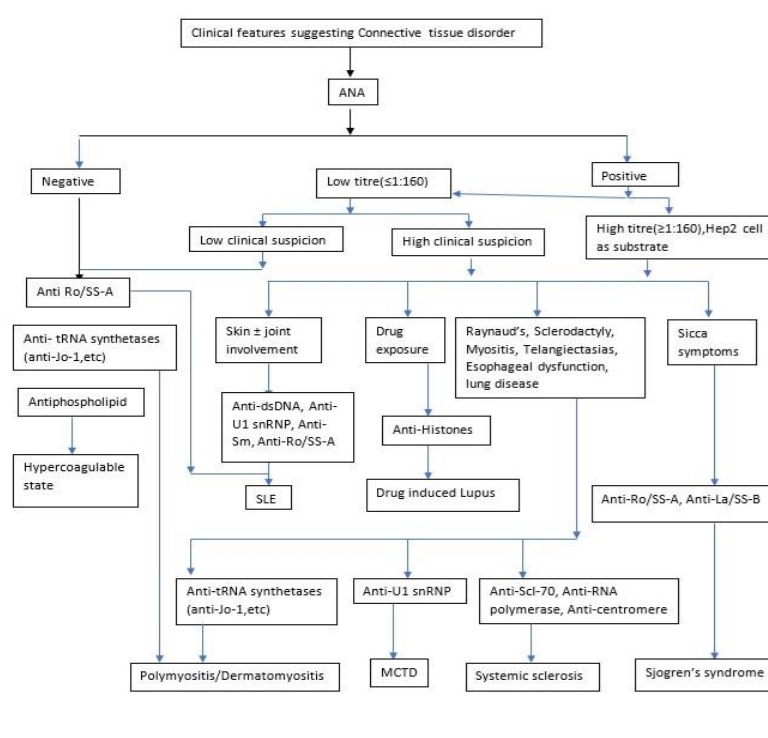 Clinical features suggesting Connective tissue disorder
ANA
Negative
Low titre(≤1:160)
Positive
Low clinical suspicion
High clinical suspicion
High titre(≥1:160),Hep2 cell
as substrate
Anti Ro/SS-A
Anti- tRNA synthetases
(anti-Jo-1,etc)
Skin ± joint
involvement
Drug
exposure
Raynaud's, Sclerodactyly,
Myositis, Telangiectasias,
Esophageal dysfunction,
lung disease
Sicca
symptoms
Antiphospholipid
Anti-dsDNA, Anti-
U1 snRNP, Anti-
Sm, Anti-Ro/SS-A
Anti-Histones
Hypercoagulable
state
SLE
Drug induced Lupus
Anti-Ro/SS-A, Anti-La/SS-B
Anti-tRNA synthetases
(anti-Jo-1,etc)
Anti-U1 snRNP
Anti-Scl-70, Anti-RNA
polymerase, Anti-centromere
Polymyositis/Dermatomyositis
MCTD
Systemic sclerosis
Sjogren's syndrome